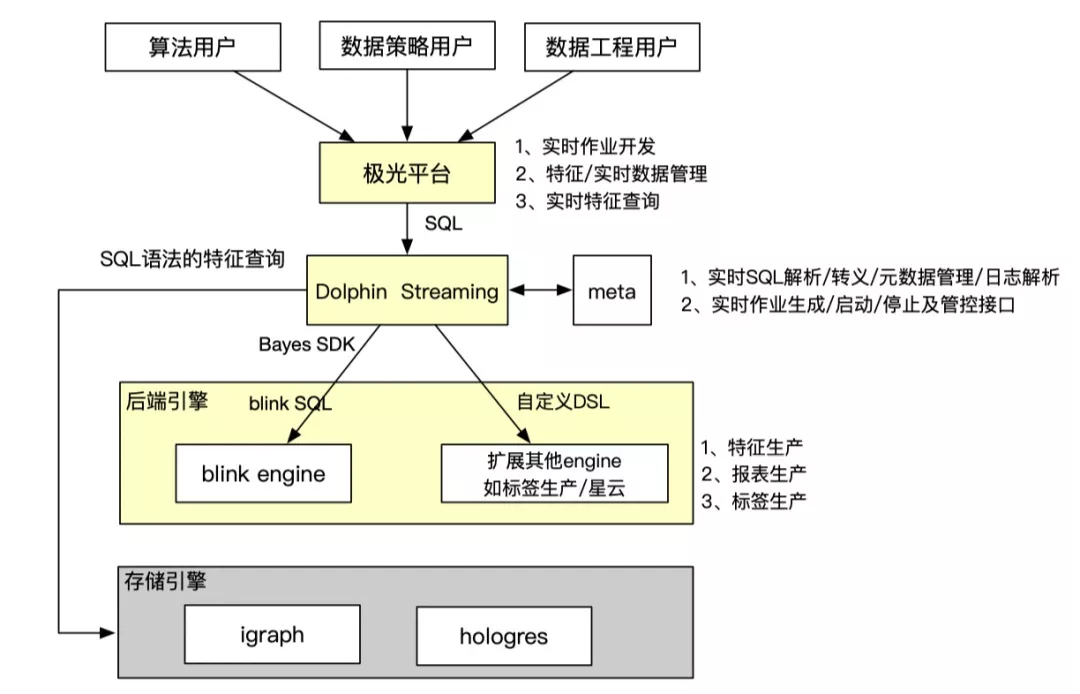 算法用户
数据策略用户
数据工程用户
极光平台
1、实时作业开发
2、特征/实时数据管理
3、实时特征查询
SQL
SQL语法的特征查询
Dolphin Streaming
meta
1、实时SQL解析/转义/元数据管理/日志解析
2、实时作业生成/启动/停止及管控接口
Bayes SDK
后端引擎
blink SQL
自定义DSL
blink engine
扩展其他engine
如标签生产/星云
1、特征生产
2、报表生产
3、标签生产
存储引擎
igraph
hologres